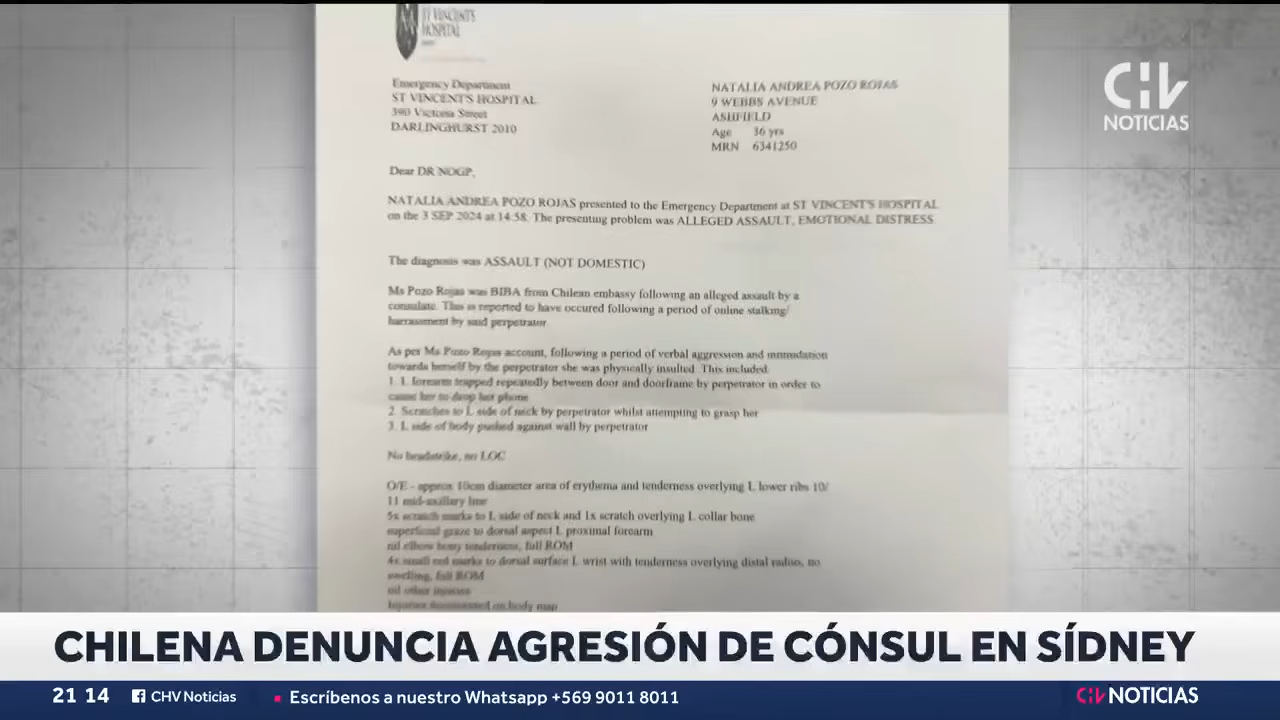 ST VINCENT'S
HOSPITAL
Emergency Department
ST VINCENT'S HOSPITAL
390 Victoria Street
DARLINGHURST 2010
NATALIA ANDREA POZO ROJAS
9 WEBBS AVENUE
ASHFIELD
Age 36 yrs
MRN 6341250
CHV
NOTICIAS
Dear DR NOGP,
NATALIA ANDREA POZO ROJAS presented to the Emergency Department at ST VINCENT'S HOSPITAL
on the 3 SEP 2024 at 14:58. The presenting problem was ALLEGED ASSAULT, EMOTIONAL DISTRESS
The diagnosis was ASSAULT (NOT DOMESTIC)
Ms Pozo Rojas was BIBA from Chilean embassy following an alleged assault by a
consulate. This is reported to have occured following a period of online stalking/
harrassment by said perpetrator
As per Ms Pozo Rojas account, following a period of verbal aggression and intimidation
towards herself by the perpetrator she was physically insulted. This included
1. L forearm trapped repeatedly between door and doorframe by perpetrator in order to
cause her to drop her phone
2. Scratches to L side of neck by perpetrator whilst attempting to grasp her
3. L side of body pushed against wall by perpetrator
No headstrike, no LOC
O/E - approx 10cm diameter area of erythema and tenderness overlying L lower ribs 10/
11 mid-axillary line
5x scratch marks to L side of neck and 1x scratch overlying L collar bone
superficial graze to dorsal aspect L proximal forearm
nil elbow bony tenderness, full ROM
4x small red marks to dorsal surface L wrist with tenderness overlying distal radius, no
swelling, full ROM
nil other injuries
Injuries documented on body map
CHILENA DENUNCIA AGRESIÓN DE CÓNSUL EN SÍDNEY
21 14 CHV Noticias Escríbenos a nuestro Whatsapp +569 9011 8011 CHV NOTICIAS